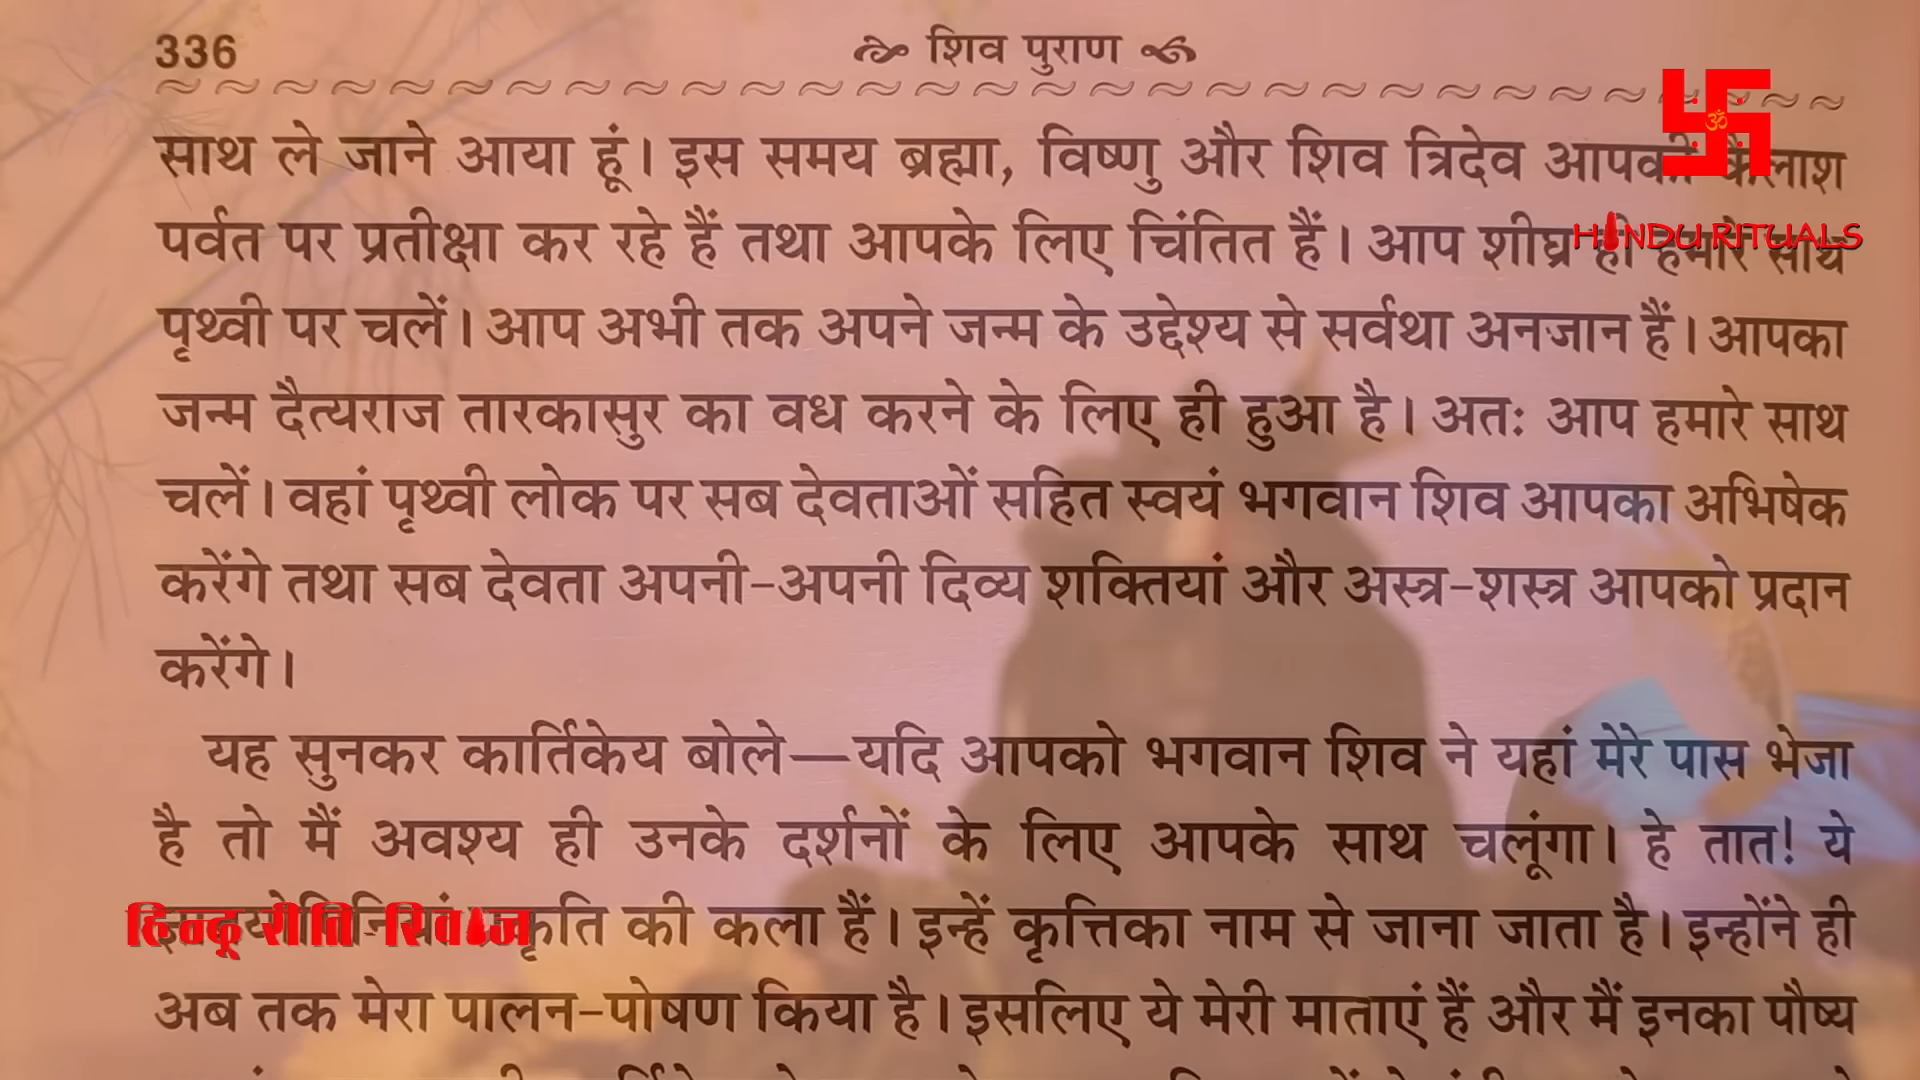 336
शिव पुराण
साथ ले जाने आया हूं। इस समय ब्रह्मा, विष्णु और शिव त्रिदेव आपकी कैलाश
पर्वत पर प्रतीक्षा कर रहे हैं तथा आपके लिए चिंतित हैं। आप शीघ्र ही हमारे साथ
पृथ्वी पर चलें। आप अभी तक अपने जन्म के उद्देश्य से सर्वथा अनजान हैं। आपका
जन्म दैत्यराज तारकासुर का वध करने के लिए ही हुआ है। अतः आप हमारे साथ
चलें। वहां पृथ्वी लोक पर सब देवताओं सहित स्वयं भगवान शिव आपका अभिषेक
करेंगे तथा सब देवता अपनी-अपनी दिव्य शक्तियां और अस्त्र-शस्त्र आपको प्रदान
करेंगे।
यह सुनकर कार्तिकेय बोले—यदि आपको भगवान शिव ने यहां मेरे पास भेजा
है तो मैं अवश्य ही उनके दर्शनों के लिए आपके साथ चलूंगा। हे तात! ये
की कला हैं। इन्हें कृत्तिका नाम से जाना जाता है। इन्होंने ही
अब तक मेरा पालन-पोषण किया है। इसलिए ये मेरी माताएं हैं और मैं इनका पौष्य
ॐ
HINDU RITUALS
हिन्दू रीति-रिवाज